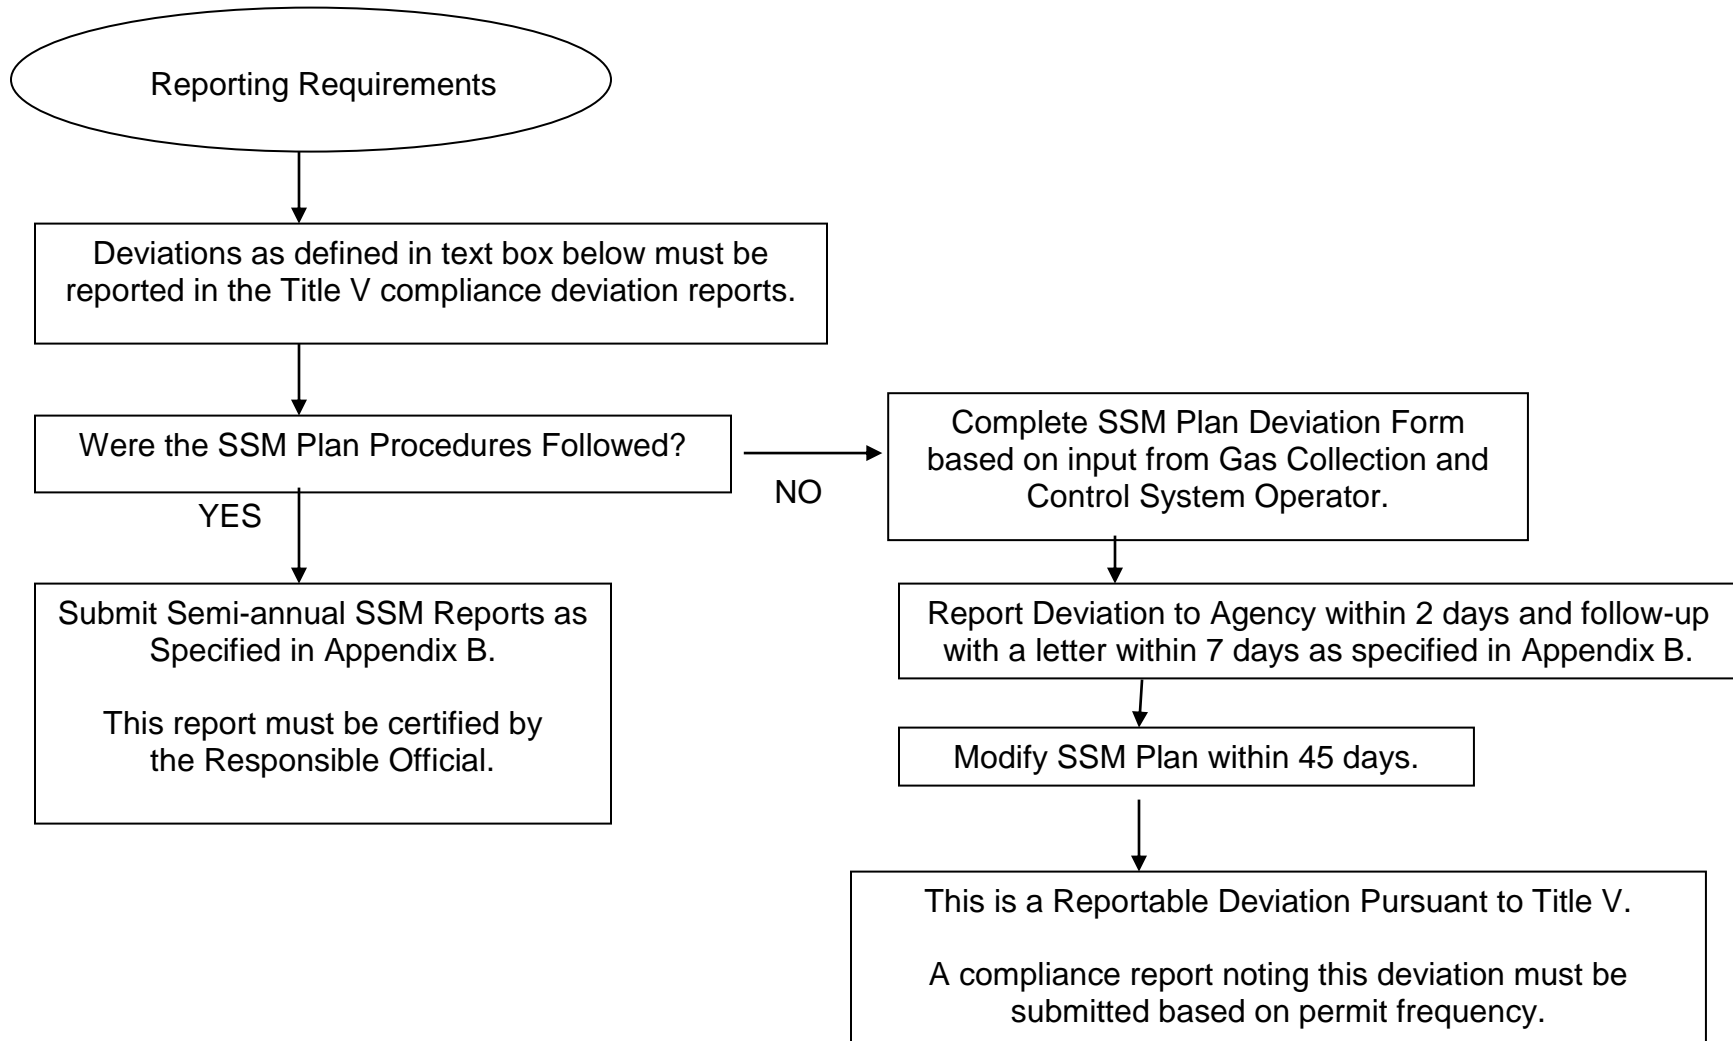 Reporting Requirements
Deviations as defined in text box below must be
reported in the Title V compliance deviation reports.
Were the SSM Plan Procedures Followed?
YES
NO
Submit Semi-annual SSM Reports as
Specified in Appendix B.
This report must be certified by
the Responsible Official.
Complete SSM Plan Deviation Form
based on input from Gas Collection and
Control System Operator.
Report Deviation to Agency within 2 days and follow-up
with a letter within 7 days as specified in Appendix B.
Modify SSM Plan within 45 days.
This is a Reportable Deviation Pursuant to Title V.
A compliance report noting this deviation must be
submitted based on permit frequency.